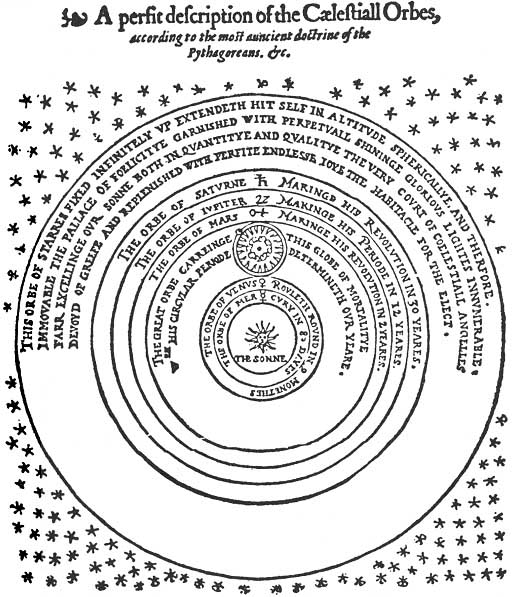 A perfit description of the Cælestiall Orbes,
according to the most auncient doctrine of the
Pythagoreans. &c.
THIS ORBE OF STARRES FIXED INFINITELY VP EXTENDETH HIT SELF IN ALTITVDE SPHERICALLYE, AND THEREFORE.
IMMOVABLE THE PALLACE OF FOELICITYE GARNISHED WITH PERPETVALL SHININGE GLORIOVS LIGHTES INNVMERABLE.
FARR EXCELLINGE OVR SONNE BOTH IN QVANTITYE AND QVALITYE THE VERY COVRT OF COELESTIALL ANGELLES
DEVOYD OF GREEFE AND REPLENISHED WITH PERFITE ENDLESSE IOYE THE HABITACLE FOR THE ELECT.
THE ORBE OF SATVRNE ♄ MAKINGE HIS REVOLVTION IN 30 YEARES.
THE ORBE OF IVPITER ♃ MAKINGE HIS PERIODE IN 12 YEARES.
THE ORBE OF MARS ♂ MAKINGE HIS REVOLVTION IN 2 YEARES.
THE GREAT ORBE CARREINGE THIS GLOBE OF MORTALITYE
HIS CIRCVLAR PERIODE DETERMINETH OVR YEARE.
THE ORBE OF VENVS ♀ ROVLETH ROVND IN 9
MONETHES
THE ORBE OF MERCVRY IN 8 DAYES
THE SONNE